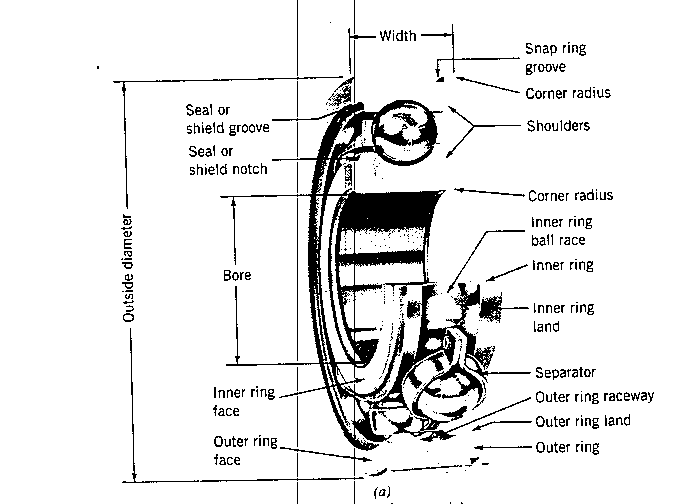 Width
Snap ring
groove
Corner radius
Seal or
shield groove
Shoulders
Seal or
shield notch
Corner radius
Inner ring
ball race
Outside diameter
Bore
Inner ring
Inner ring
land
Separator
Inner ring
face
Outer ring raceway
Outer ring land
Outer ring
face
Outer ring
(a)